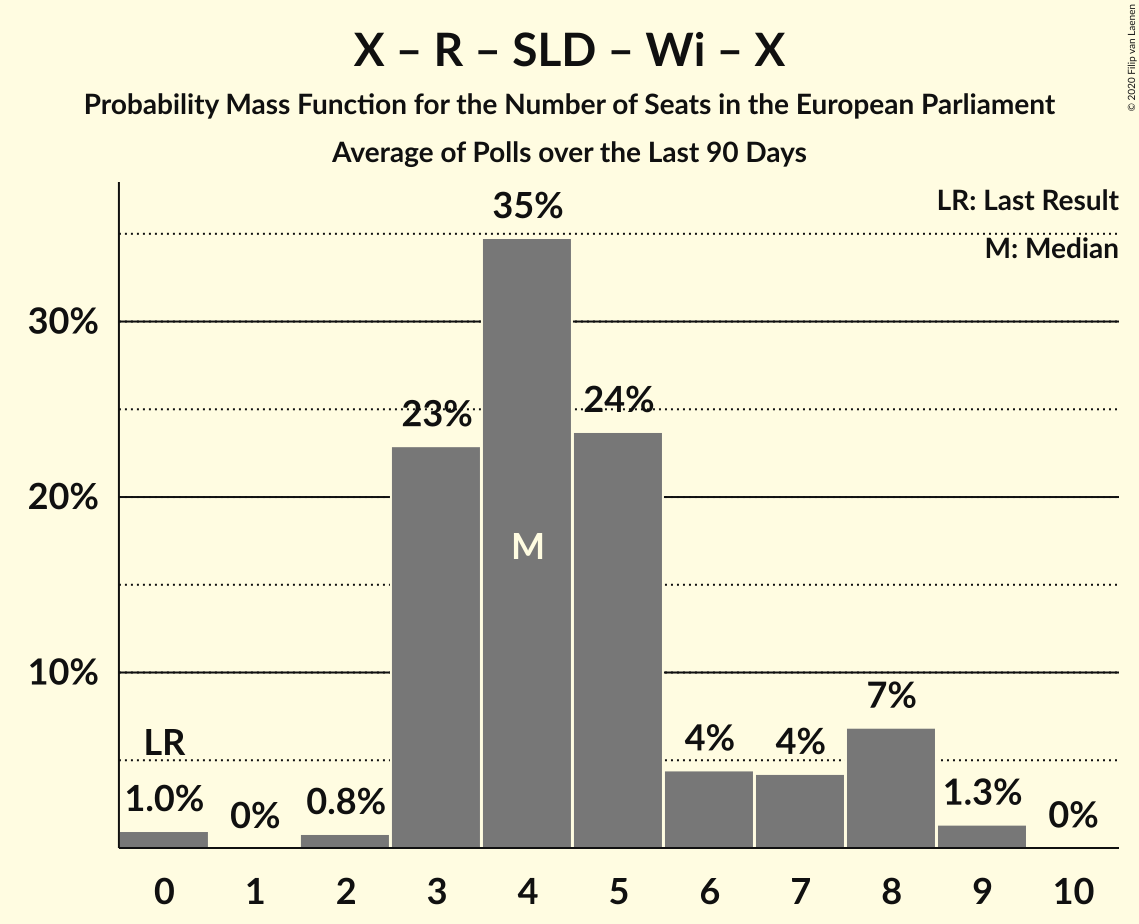 X – R – SLD – Wi – X
Probability Mass Function for the Number of Seats in the European Parliament
Average of Polls over the Last 90 Days
© 2020 Filip van Laenen
LR: Last Result
M: Median
35%
30%
24%
23%
20%
M
10%
7%
LR
4%
4%
1.0%
0%
0.8%
1.3%
0%
0 1 2 3 4 5 6 7 8 9 10